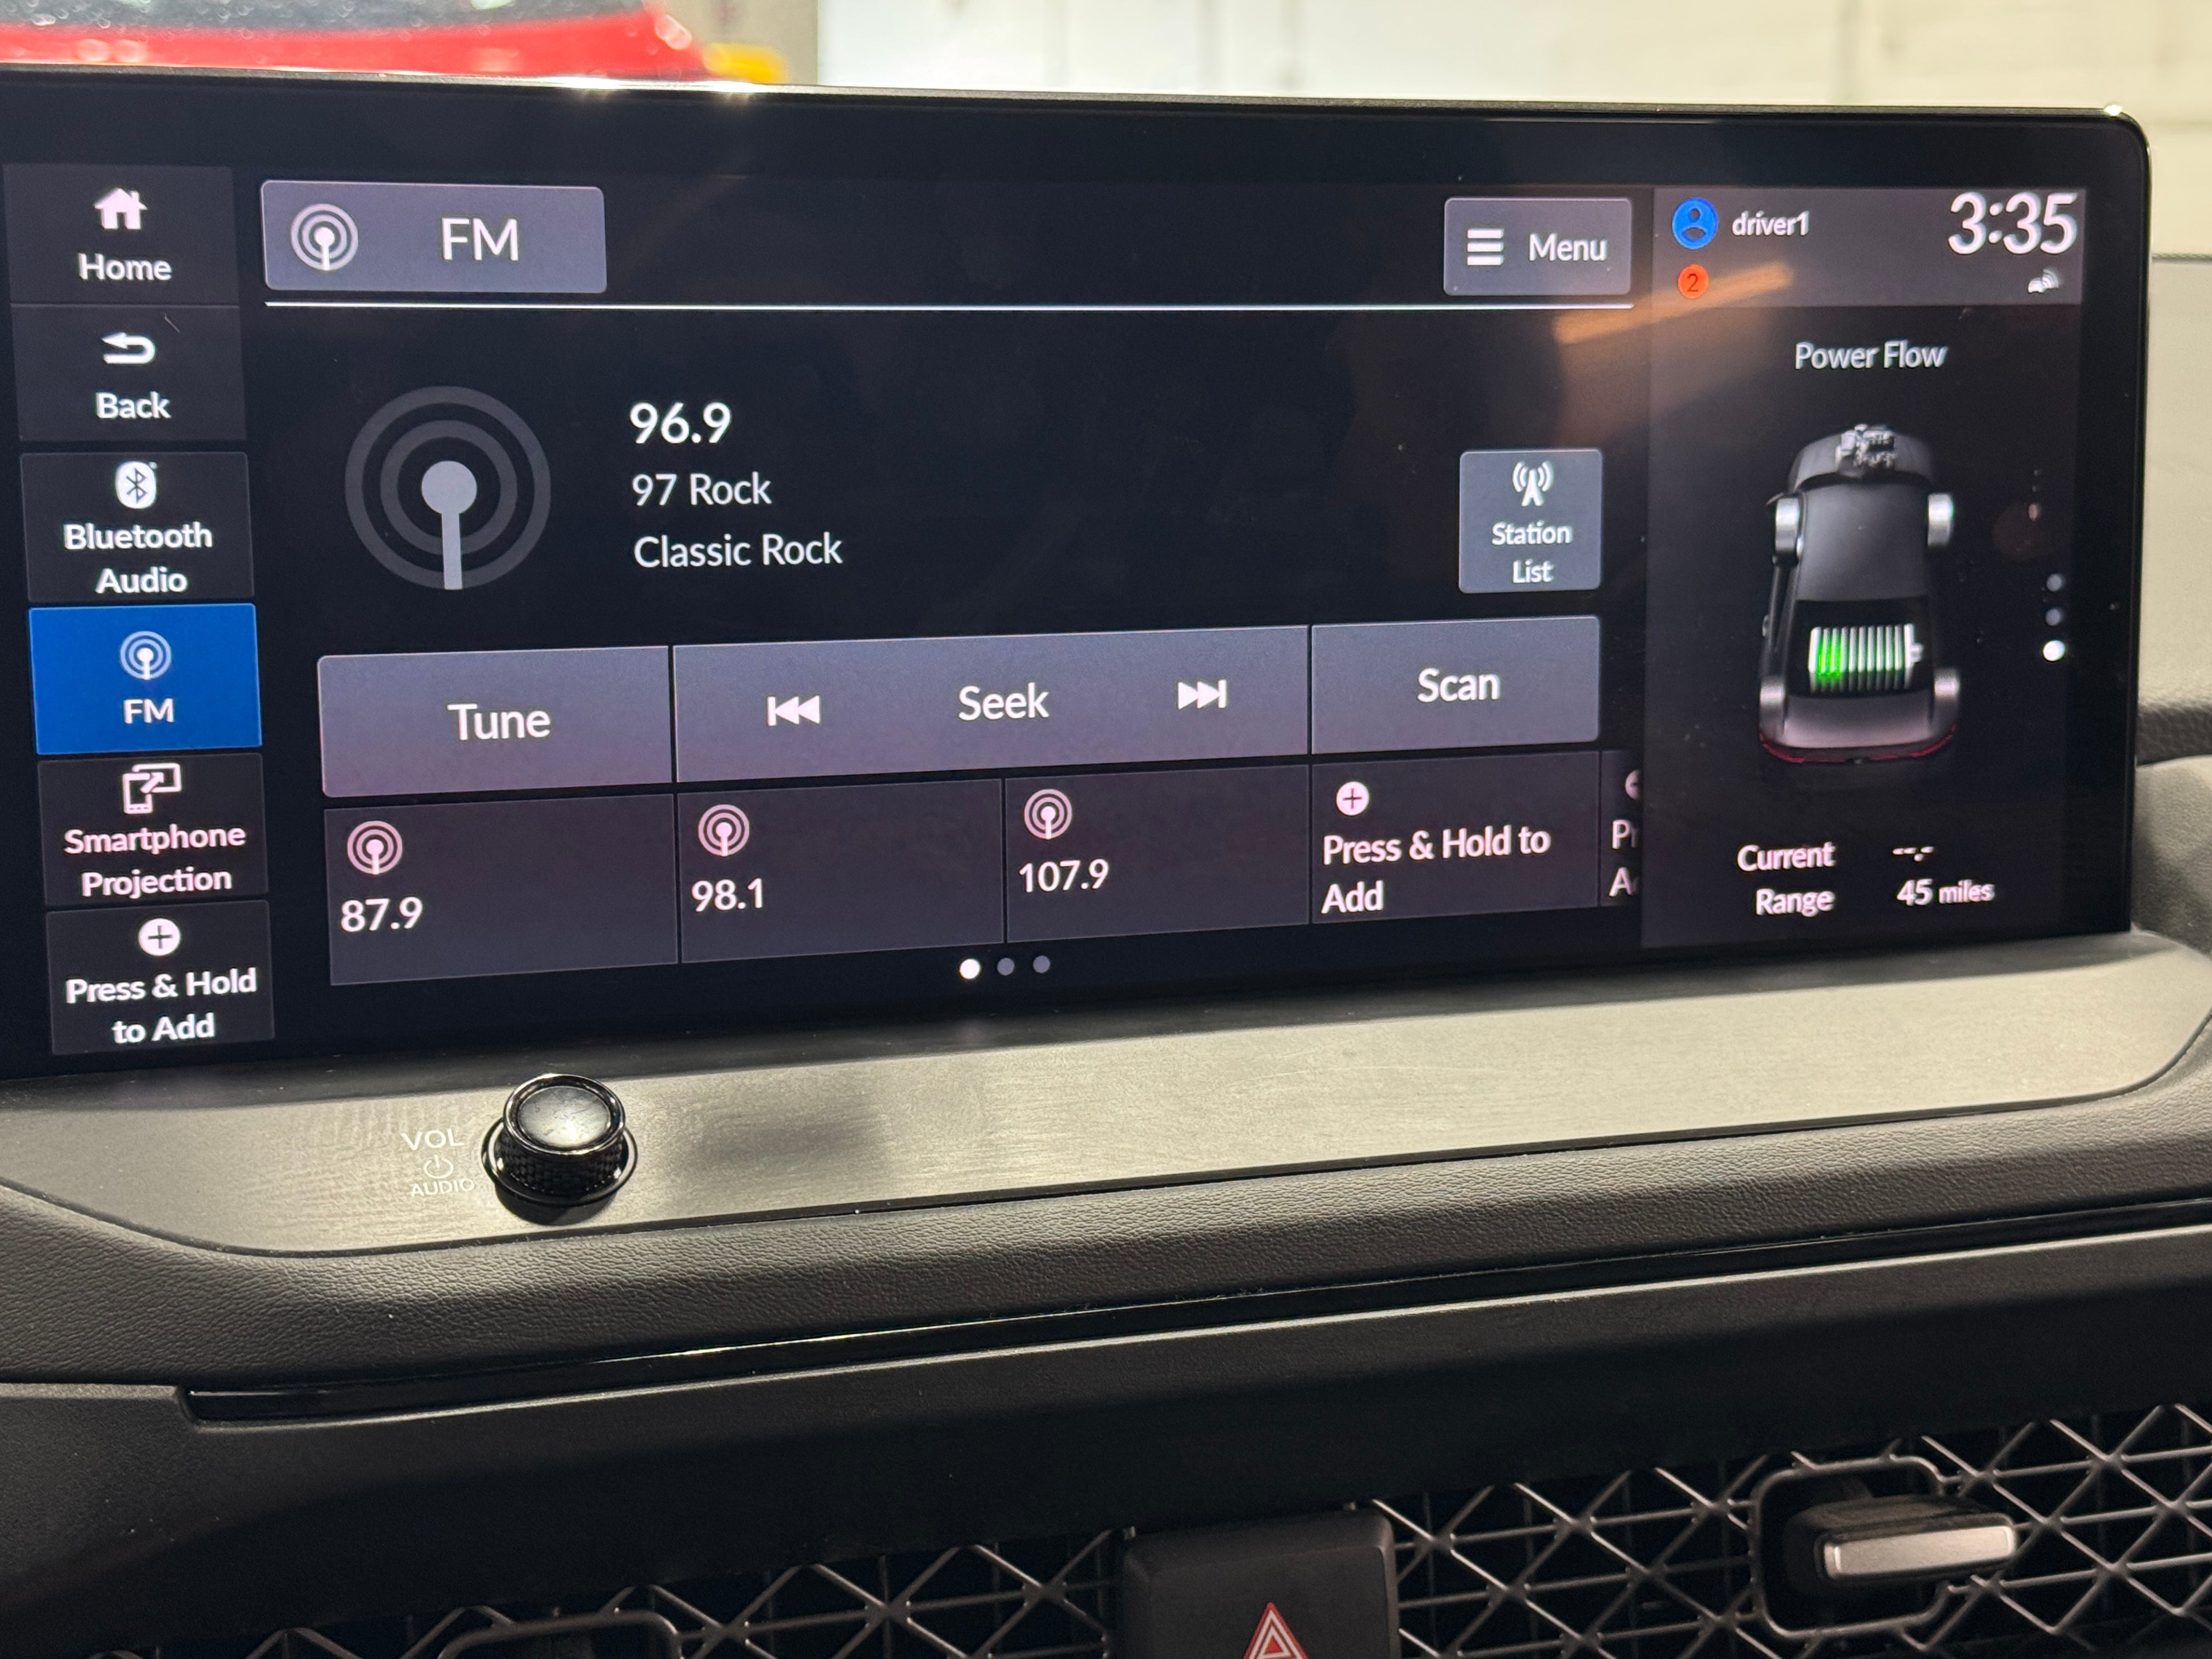 Home
Back
Bluetooth
Audio
FM
Smartphone
Projection
Press & Hold
to Add
FM
Menu
96.9
97 Rock
Classic Rock
Station
List
Tune
Seek
Scan
87.9
98.1
107.9
Press & Hold to
Add
driver1
3:35
2
Power Flow
Current --.-
Range 45 miles
VOL
AUDIO